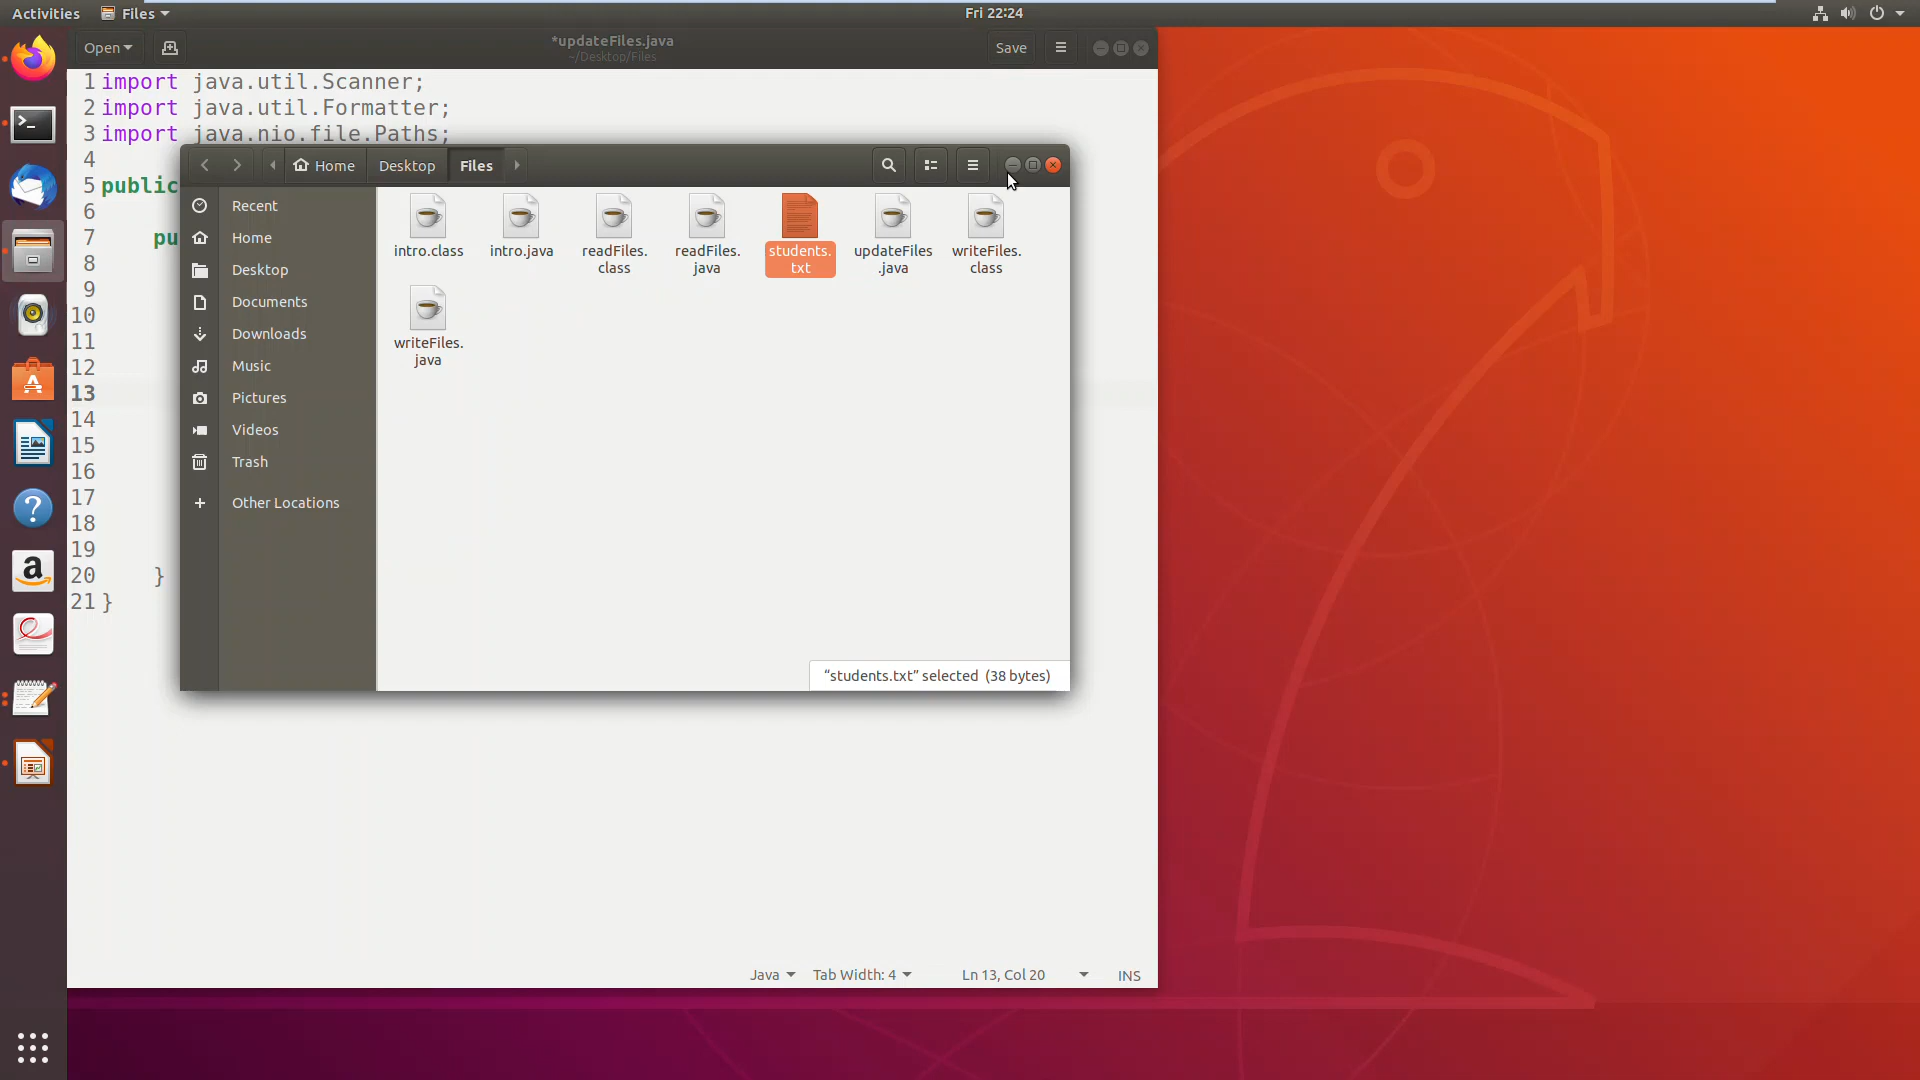 Activities Files Fri 22:24
Open *updateFiles.java Save
~/Desktop/Files
1 import java.util.Scanner;
2 import java.util.Formatter;
3 import java.nio.file.Paths;
4
5 public
6
7 pu
8
9
10
11
12
13
14
15
16
17
18
19
20 }
21 }
Home Desktop Files
Recent
Home
Desktop
Documents
Downloads
Music
Pictures
Videos
Trash
Other Locations
intro.class
intro.java
readFiles.
class
readFiles.
java
students.
txt
updateFiles
.java
writeFiles.
class
writeFiles.
java
“students.txt” selected (38 bytes)
Java Tab Width: 4 Ln 13, Col 20 INS